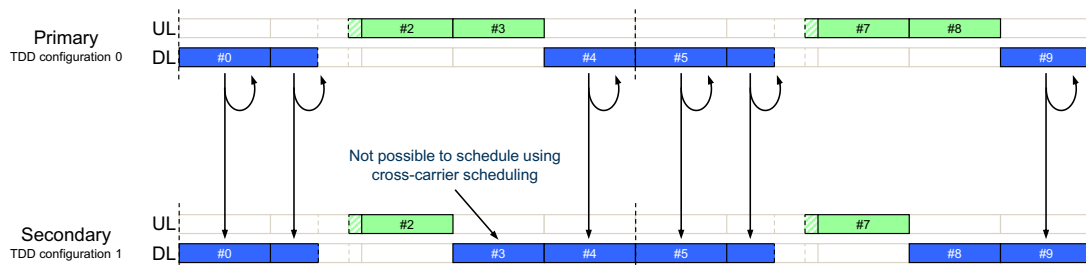 UL #2 #3 #7 #8
Primary
TDD configuration 0
DL #0 #4 #5 #9
Not possible to schedule using
cross-carrier scheduling
UL #2 #7
Secondary
TDD configuration 1
DL #0 #3 #4 #5 #8 #9